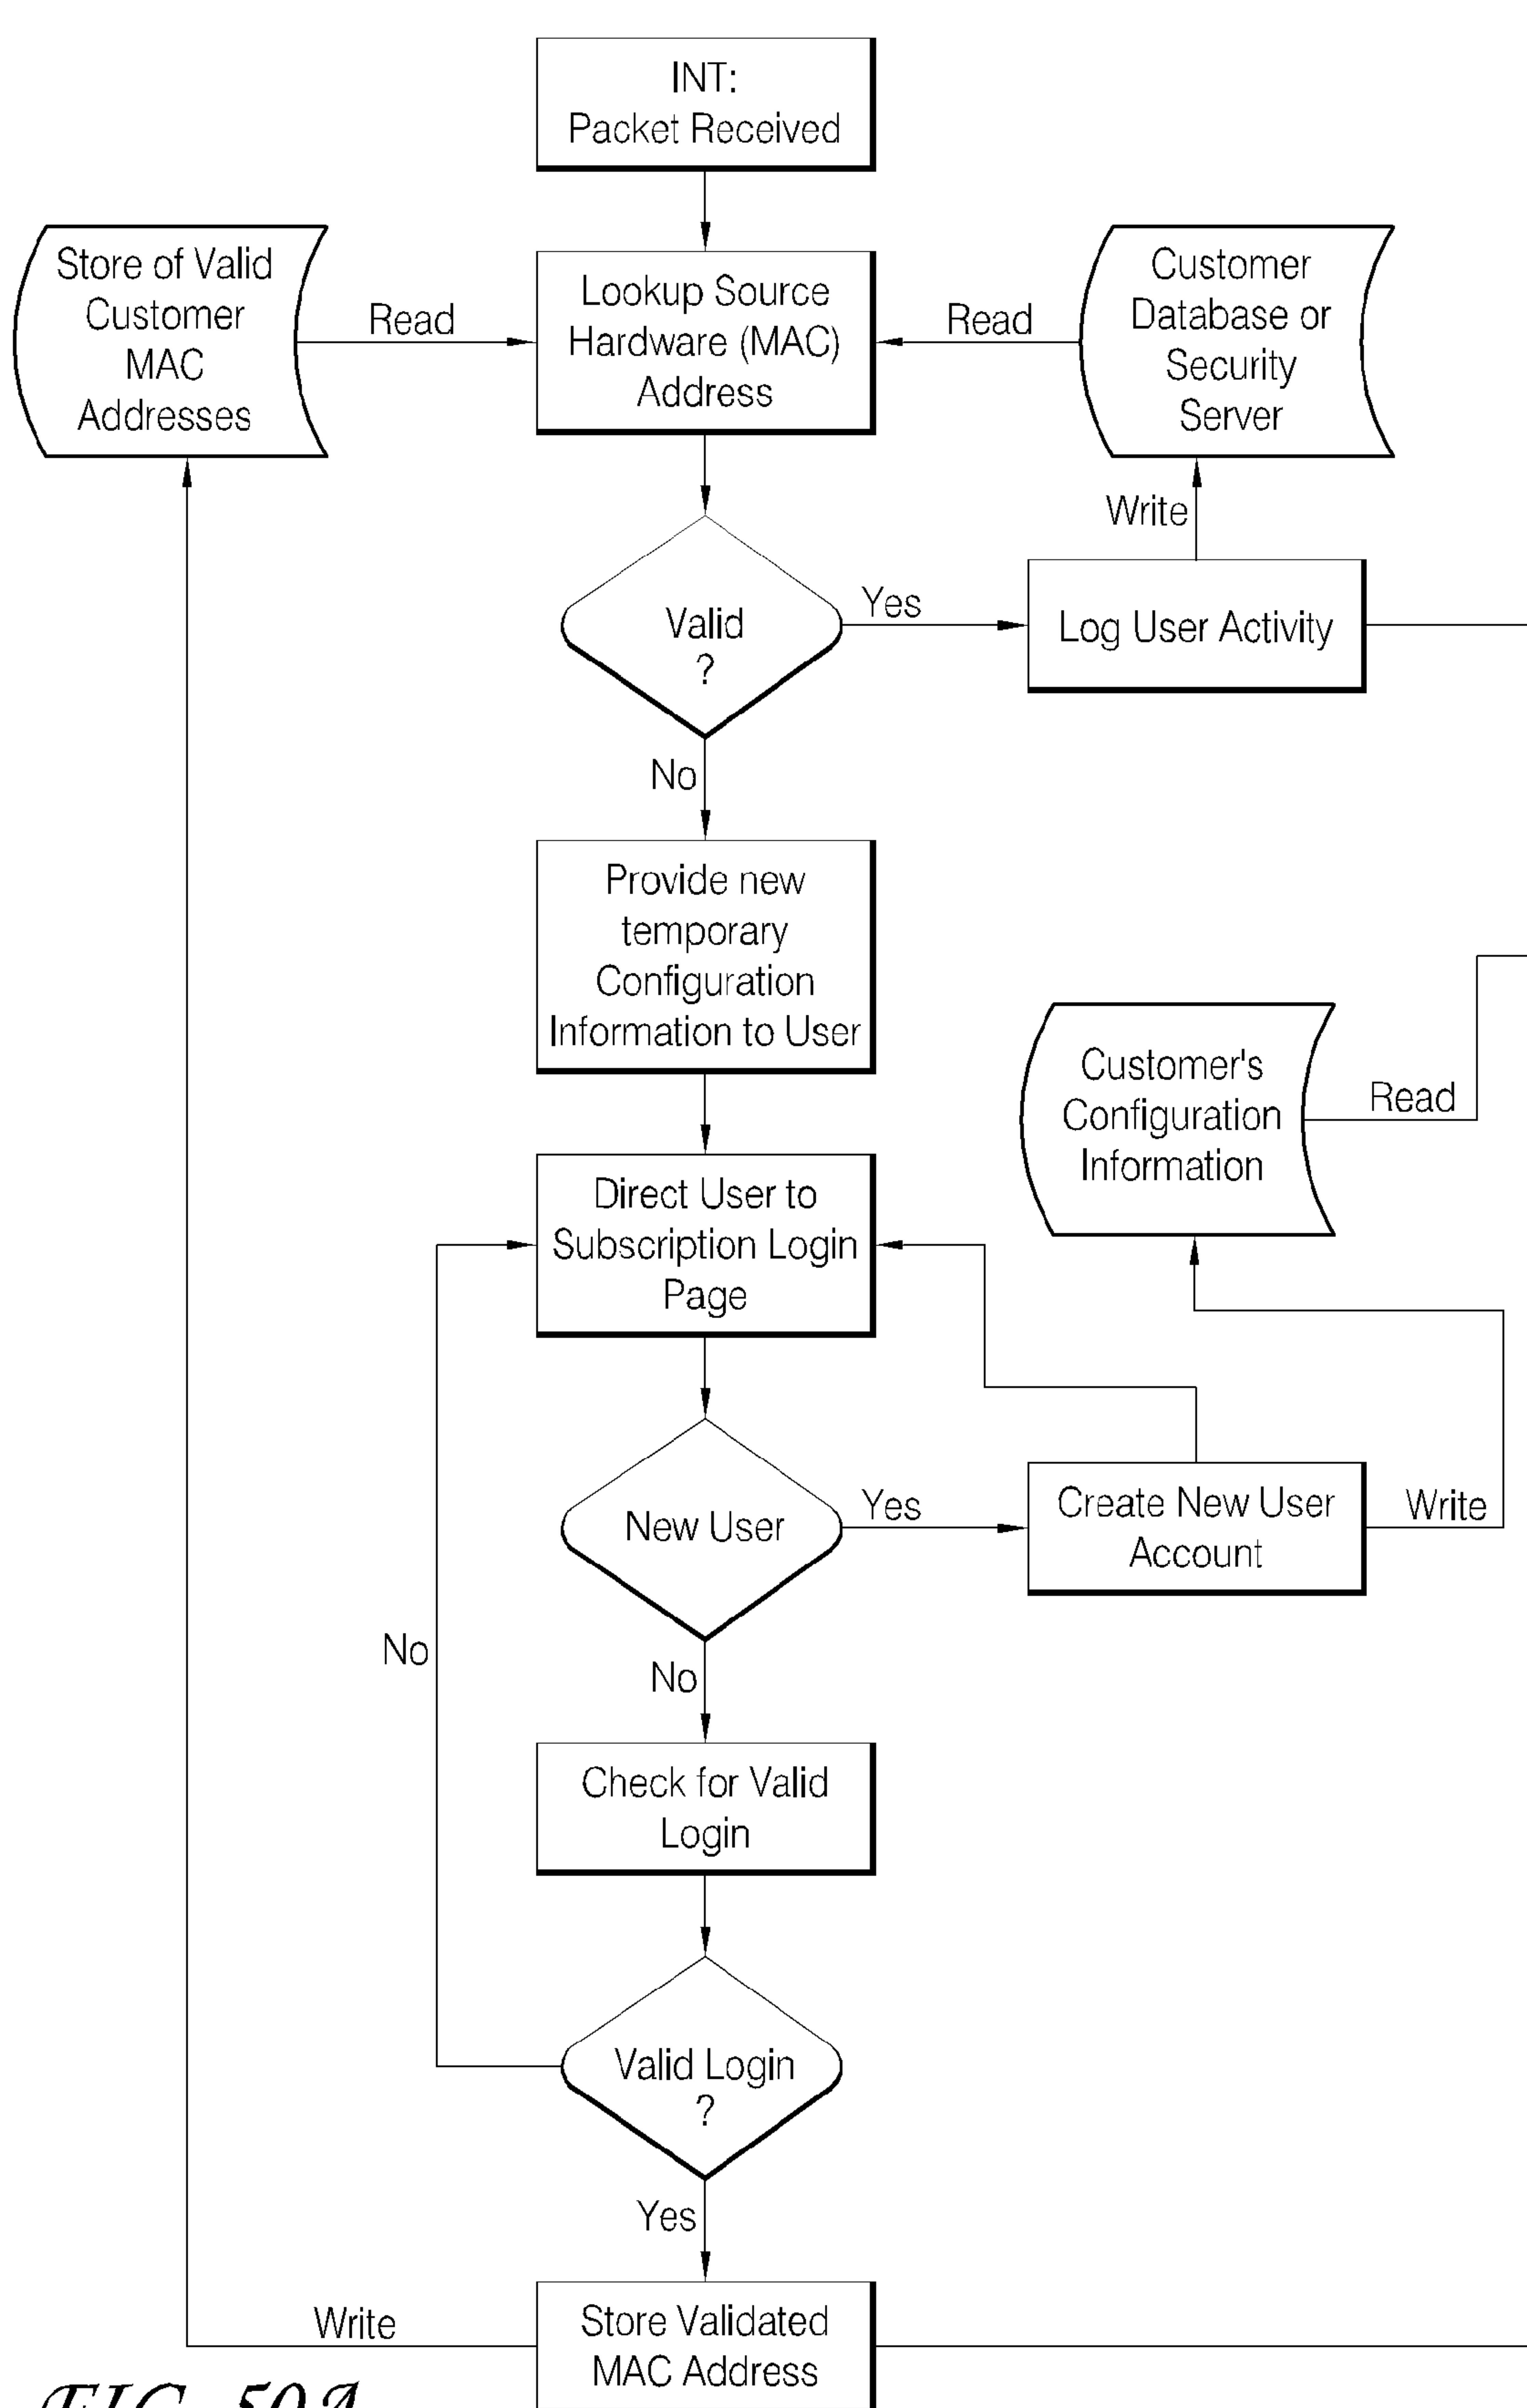 INT:
Packet Received
Store of Valid
Customer
MAC
Addresses
Read
Lookup Source
Hardware (MAC)
Address
Read
Customer
Database or
Security
Server
Write
Valid
?
Yes
Log User Activity
No
Provide new
temporary
Configuration
Information to User
Customer's
Configuration
Information
Read
Direct User to
Subscription Login
Page
New User
Yes
Create New User
Account
Write
No
No
Check for Valid
Login
Valid Login
?
Yes
Write
Store Validated
MAC Address
FIG. 50A